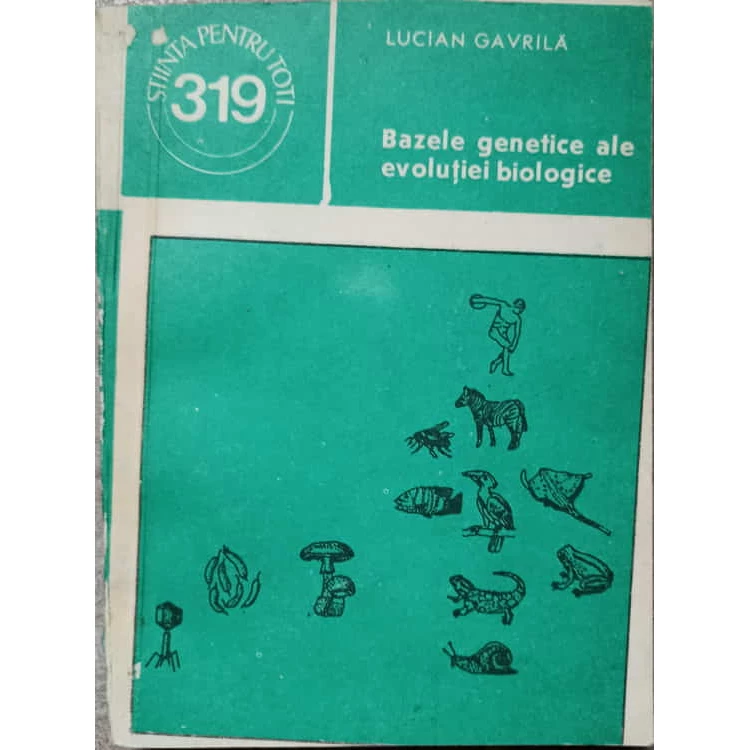 ȘTIINȚA PENTRU TOȚI
319
LUCIAN GAVRILĂ
Bazele genetice ale
evoluției biologice